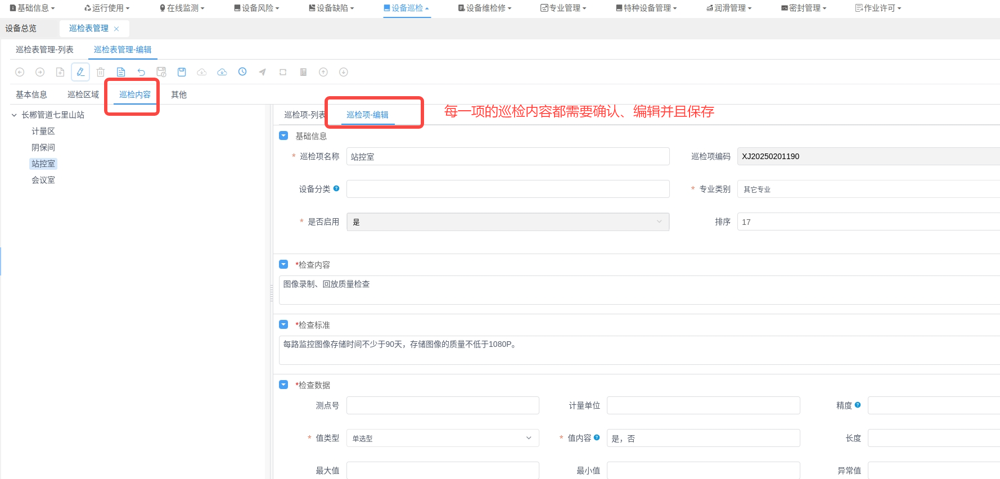 基础信息 运行使用 在线监测 设备风险 设备缺陷 设备巡检 设备维检修 专业管理 特种设备管理 润滑管理 密封管理 作业许可
设备总览 巡检表管理
巡检表管理-列表 巡检表管理-编辑
基本信息 巡检区域 巡检内容 其他
长郴管道七里山站
计量区
阴保间
站控室
会议室
巡检项-列表 巡检项-编辑 每一项的巡检内容都需要确认、编辑并且保存
基础信息
* 巡检项名称 站控室 巡检项编码 XJ20250201190
设备分类 * 专业类别 其它专业
* 是否启用 是 排序 17
*检查内容
图像录制、回放质量检查
*检查标准
每路监控图像存储时间不少于90天，存储图像的质量不低于1080P。
*检查数据
测点号 计量单位 精度
* 值类型 单选型 * 值内容 是，否 长度
最大值 最小值 异常值